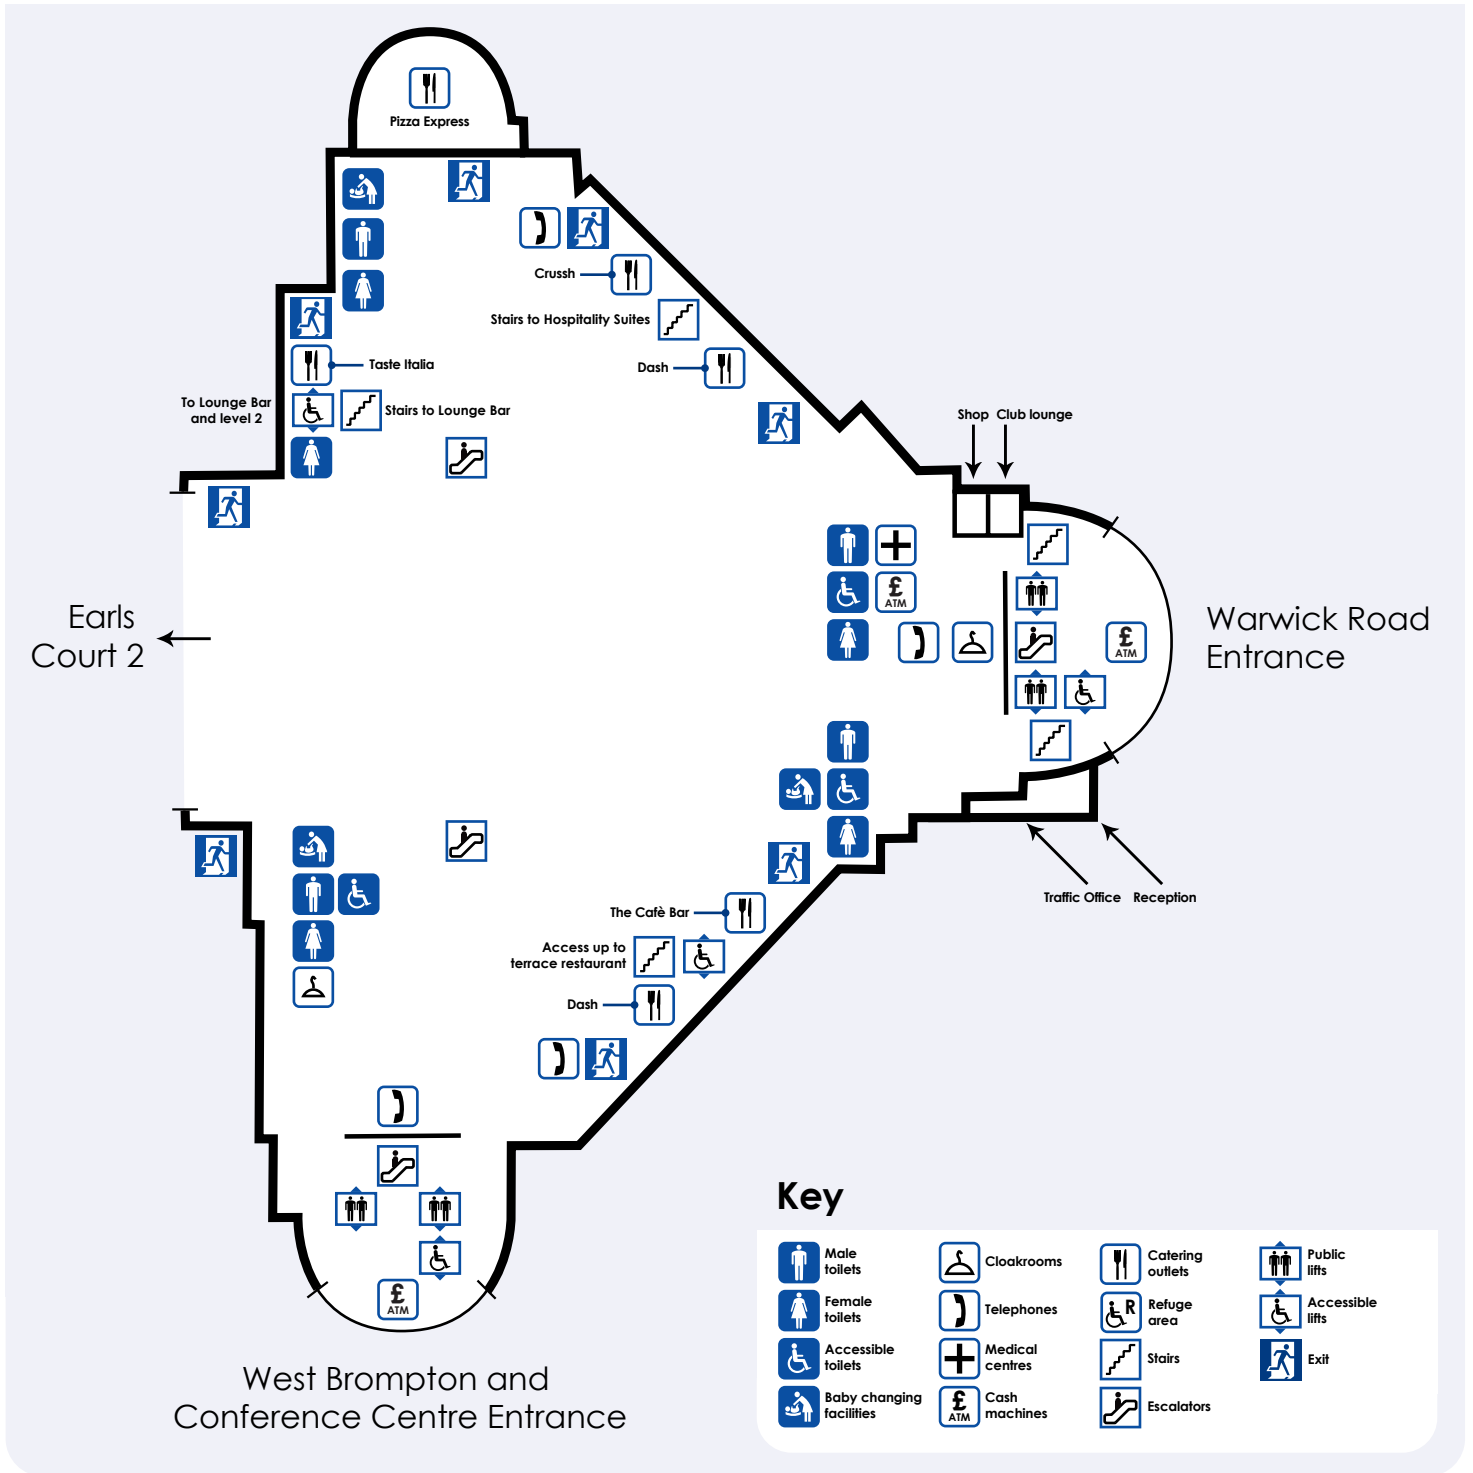 Pizza Express
Crussh
Stairs to Hospitality Suites
Taste Italia
Dash
To Lounge Bar
and level 2
Stairs to Lounge Bar
Shop Club lounge
£
ATM
Earls
Court 2
Warwick Road
Entrance
£
ATM
Traffic Office Reception
The Cafè Bar
Access up to
terrace restaurant
Dash
£
ATM
West Brompton and
Conference Centre Entrance
Key
Male
toilets
Female
toilets
Accessible
toilets
Baby changing
facilities
Cloakrooms
Telephones
Medical
centres
£
ATM
Cash
machines
Catering
outlets
R
Refuge
area
Stairs
Escalators
Public
lifts
Accessible
lifts
Exit